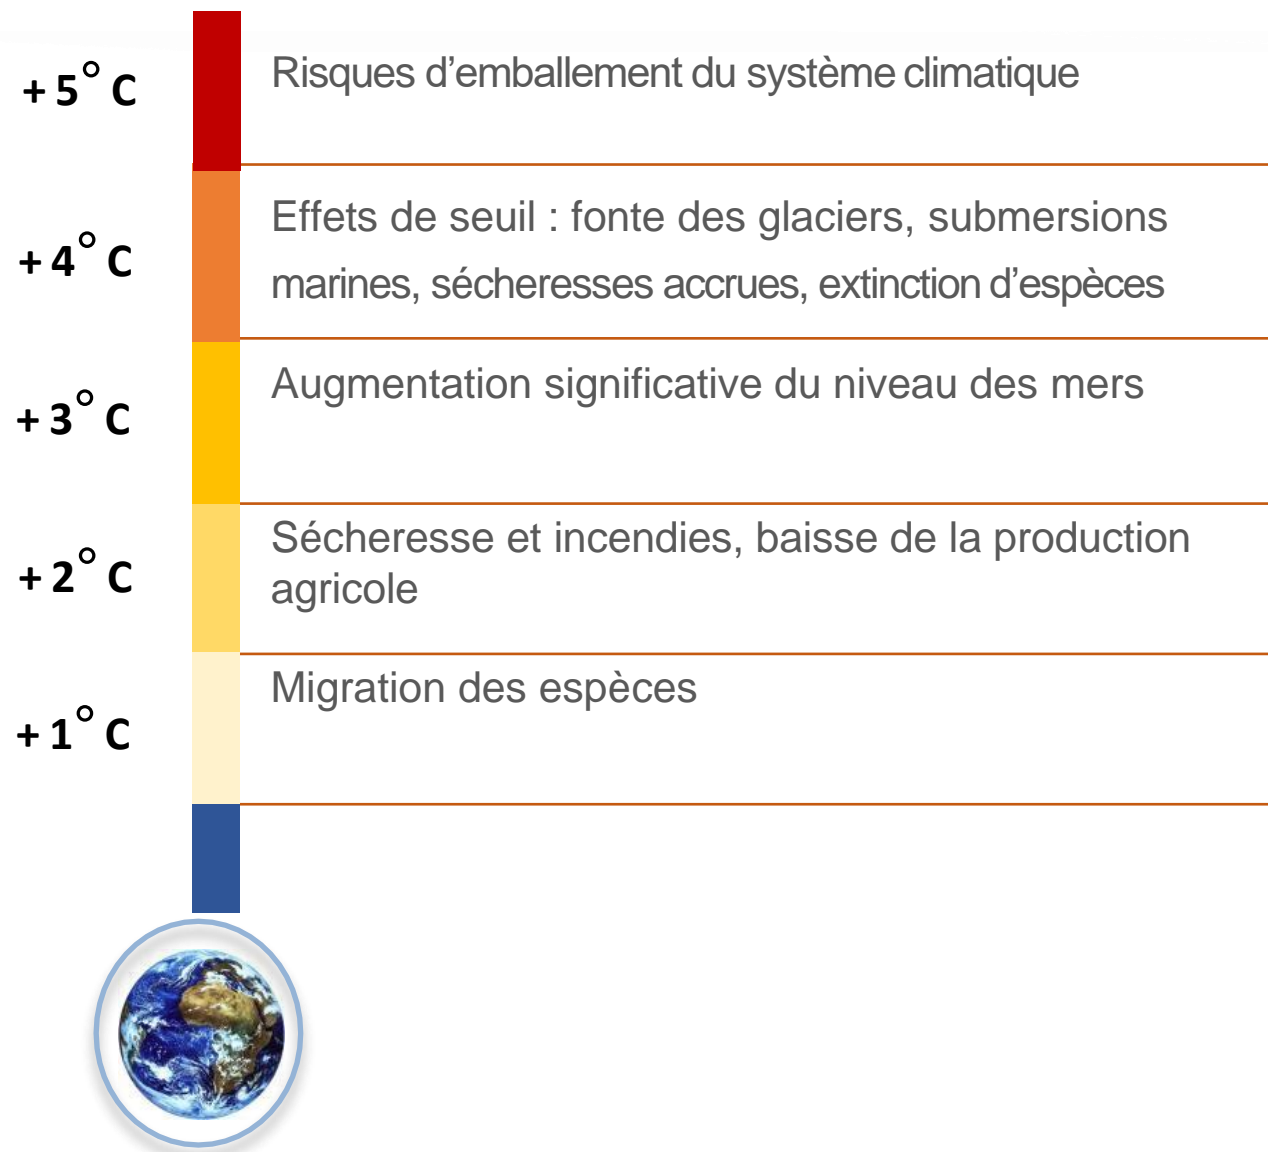 + 5° C
Risques d’emballement du système climatique
+ 4° C
Effets de seuil : fonte des glaciers, submersions
marines, sécheresses accrues, extinction d’espèces
+ 3° C
Augmentation significative du niveau des mers
+ 2° C
Sécheresse et incendies, baisse de la production
agricole
+ 1° C
Migration des espèces